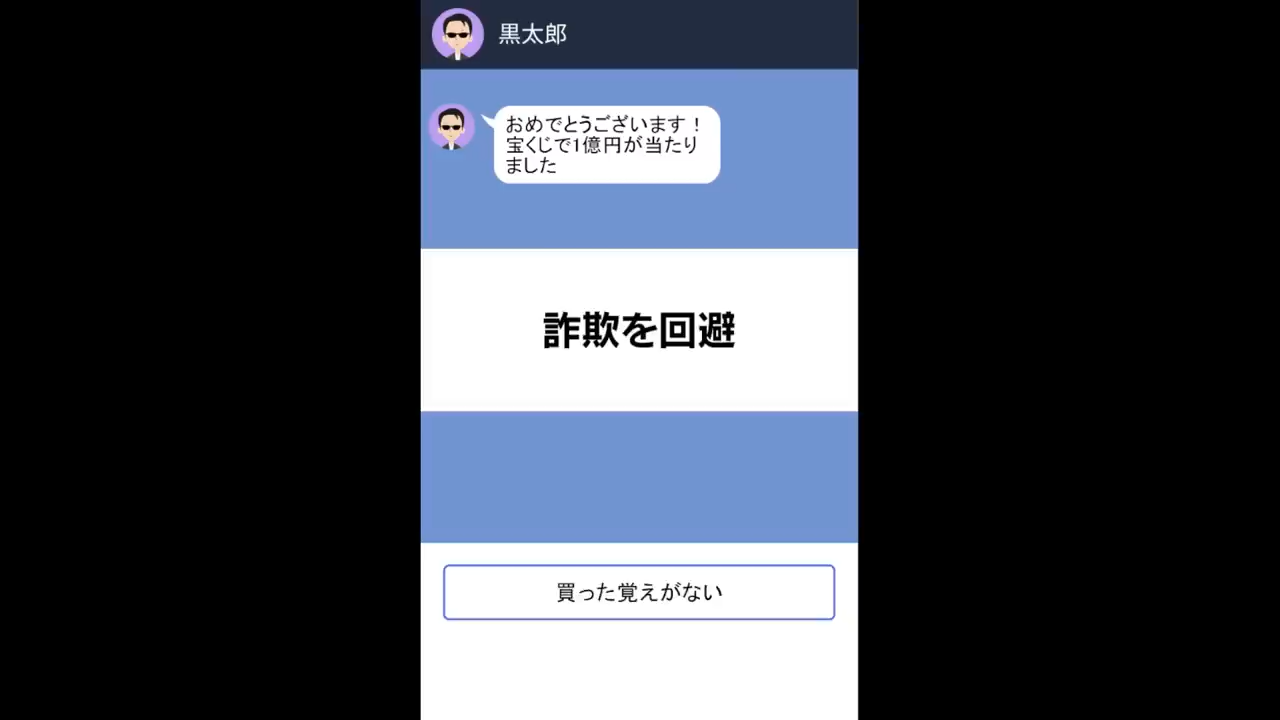 黒太郎
おめでとうございます！
宝くじで1億円が当たり
ました
詐欺を回避
買った覚えがない